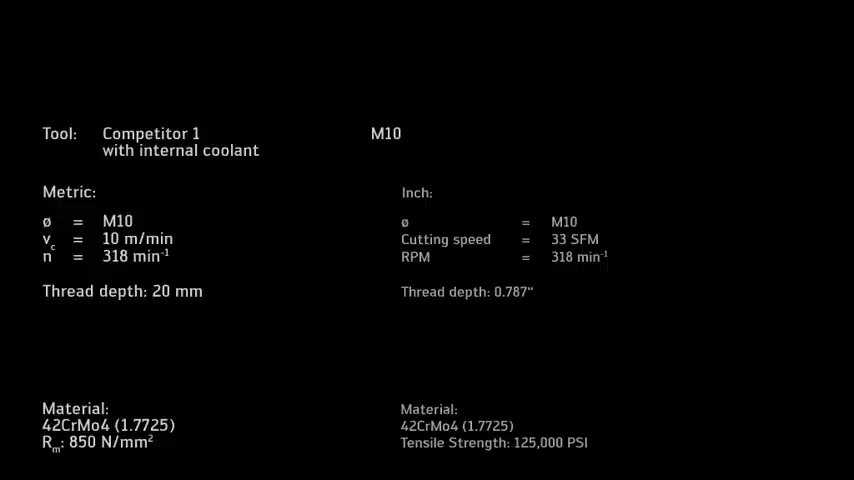 Tool: Competitor 1 M10
with internal coolant
Metric:
ø = M10
v_c = 10 m/min
n = 318 min⁻¹
Thread depth: 20 mm
Inch:
ø = M10
Cutting speed = 33 SFM
RPM = 318 min⁻¹
Thread depth: 0.787“
Material:
42CrMo4 (1.7725)
R_m: 850 N/mm²
Material:
42CrMo4 (1.7725)
Tensile Strength: 125,000 PSI